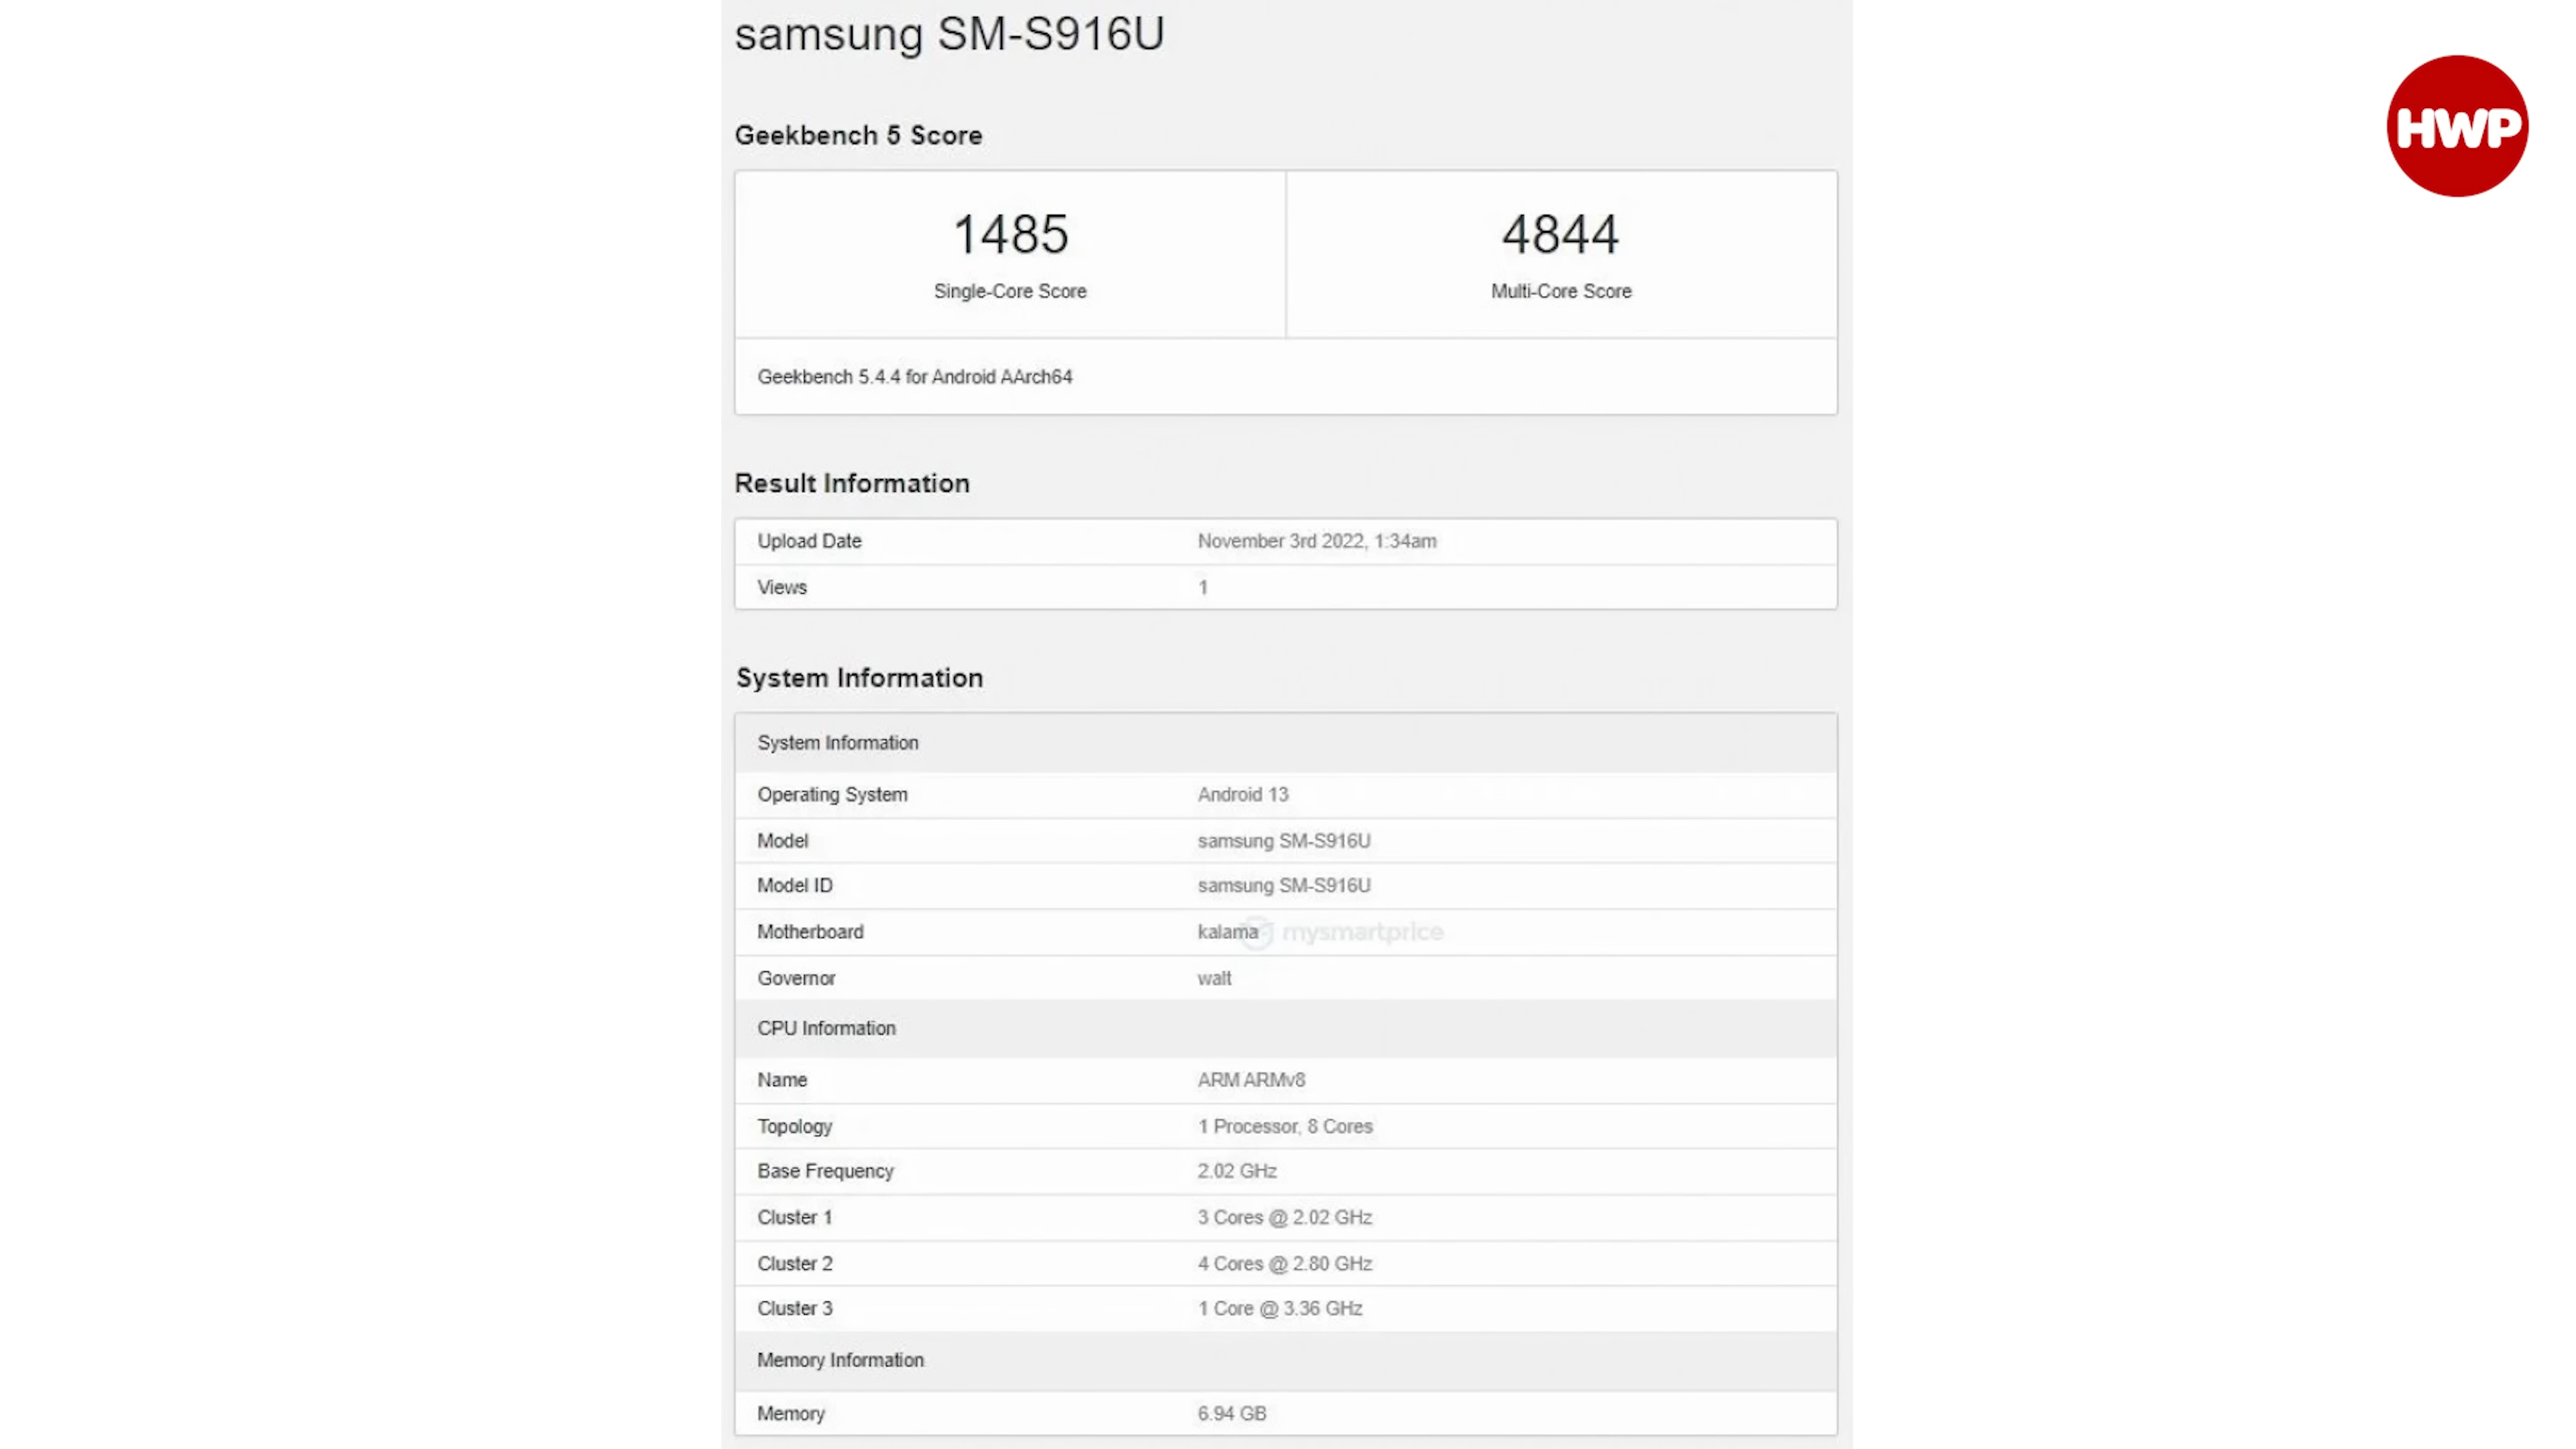 samsung SM-S916U
HWP
Geekbench 5 Score
1485
4844
Single-Core Score
Multi-Core Score
Geekbench 5.4.4 for Android AArch64
Result Information
Upload Date November 3rd 2022, 1:34am
Views 1
System Information
System Information
Operating System Android 13
Model samsung SM-S916U
Model ID samsung SM-S916U
Motherboard kalama mysmartprice
Governor walt
CPU Information
Name ARM ARMv8
Topology 1 Processor, 8 Cores
Base Frequency 2.02 GHz
Cluster 1 3 Cores @ 2.02 GHz
Cluster 2 4 Cores @ 2.80 GHz
Cluster 3 1 Core @ 3.36 GHz
Memory Information
Memory 6.94 GB